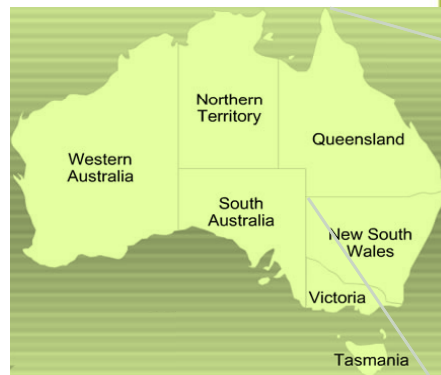 Northern
Territory
Queensland
Western
Australia
South
Australia
New South
Wales
Victoria
Tasmania